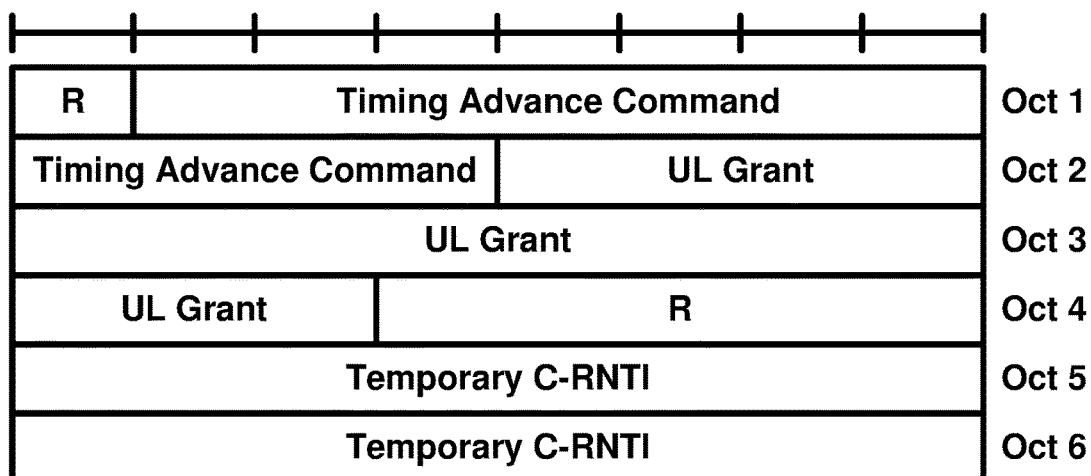 R Timing Advance Command Oct 1
Timing Advance Command UL Grant Oct 2
UL Grant Oct 3
UL Grant R Oct 4
Temporary C-RNTI Oct 5
Temporary C-RNTI Oct 6